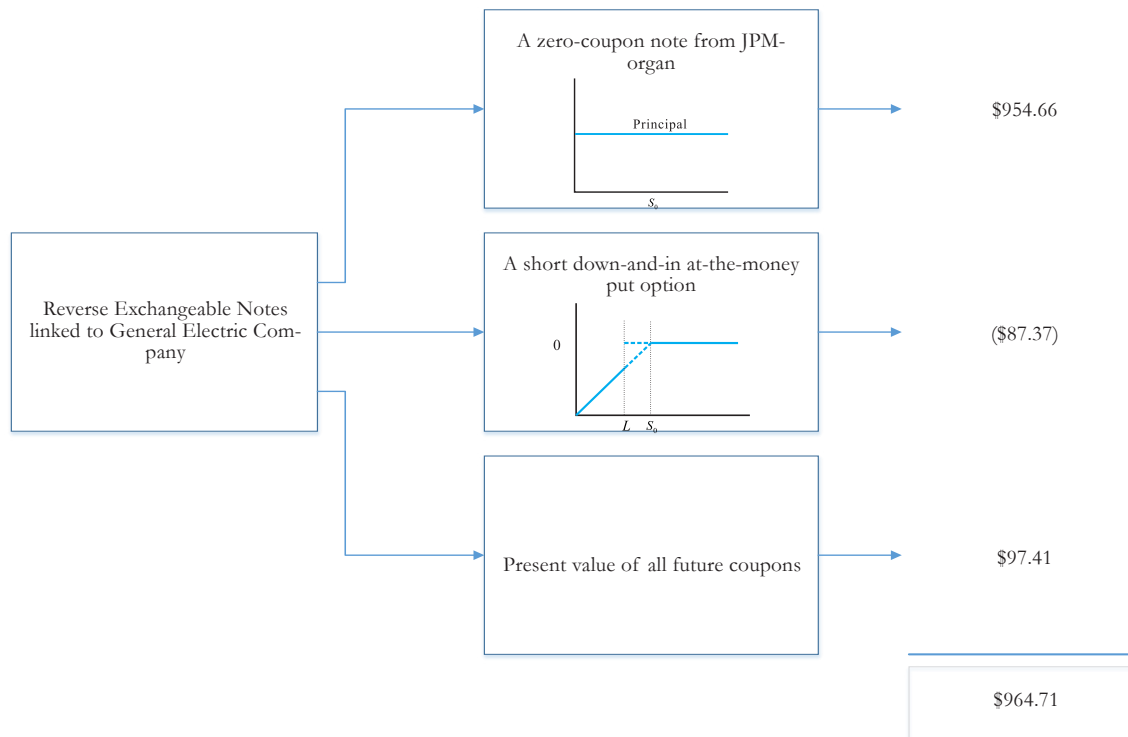 A zero-coupon note from JPM-
organ
Principal
S₀
$954.66
Reverse Exchangeable Notes
linked to General Electric Com-
pany
A short down-and-in at-the-money
put option
0
L S₀
($87.37)
Present value of all future coupons
$97.41
$964.71